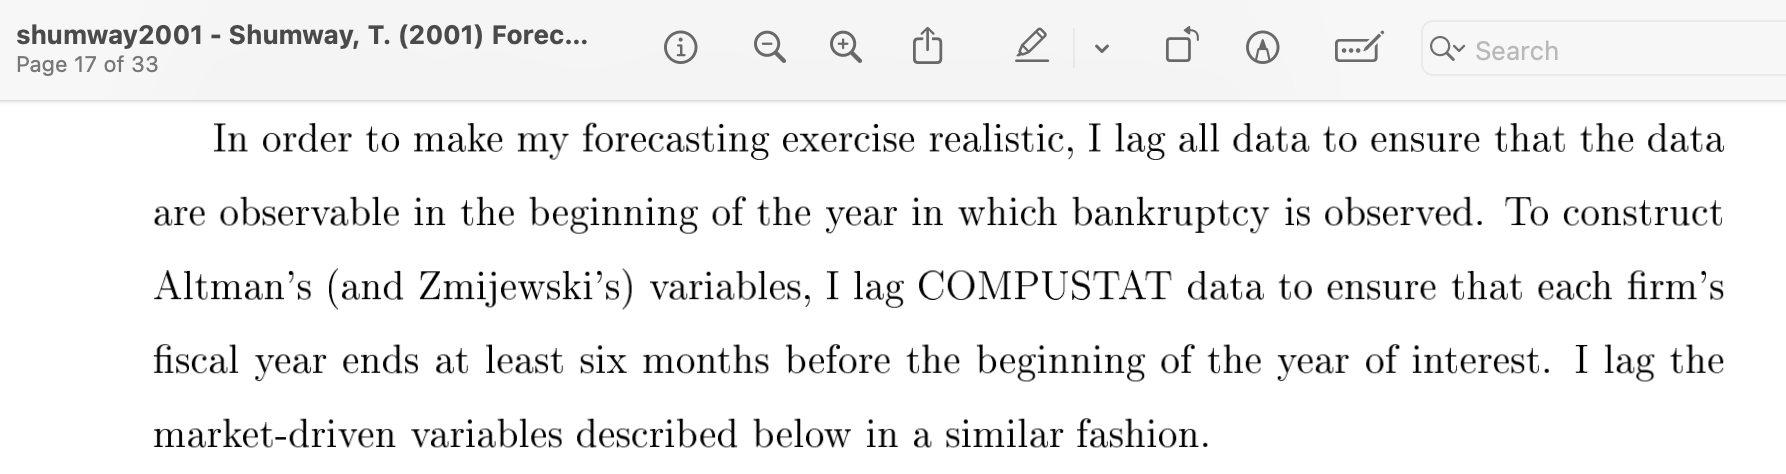 shumway2001 - Shumway, T. (2001) Forec...
Page 17 of 33
Search
In order to make my forecasting exercise realistic, I lag all data to ensure that the data
are observable in the beginning of the year in which bankruptcy is observed. To construct
Altman's (and Zmijewski's) variables, I lag COMPUSTAT data to ensure that each firm's
fiscal year ends at least six months before the beginning of the year of interest. I lag the
market-driven variables described below in a similar fashion.